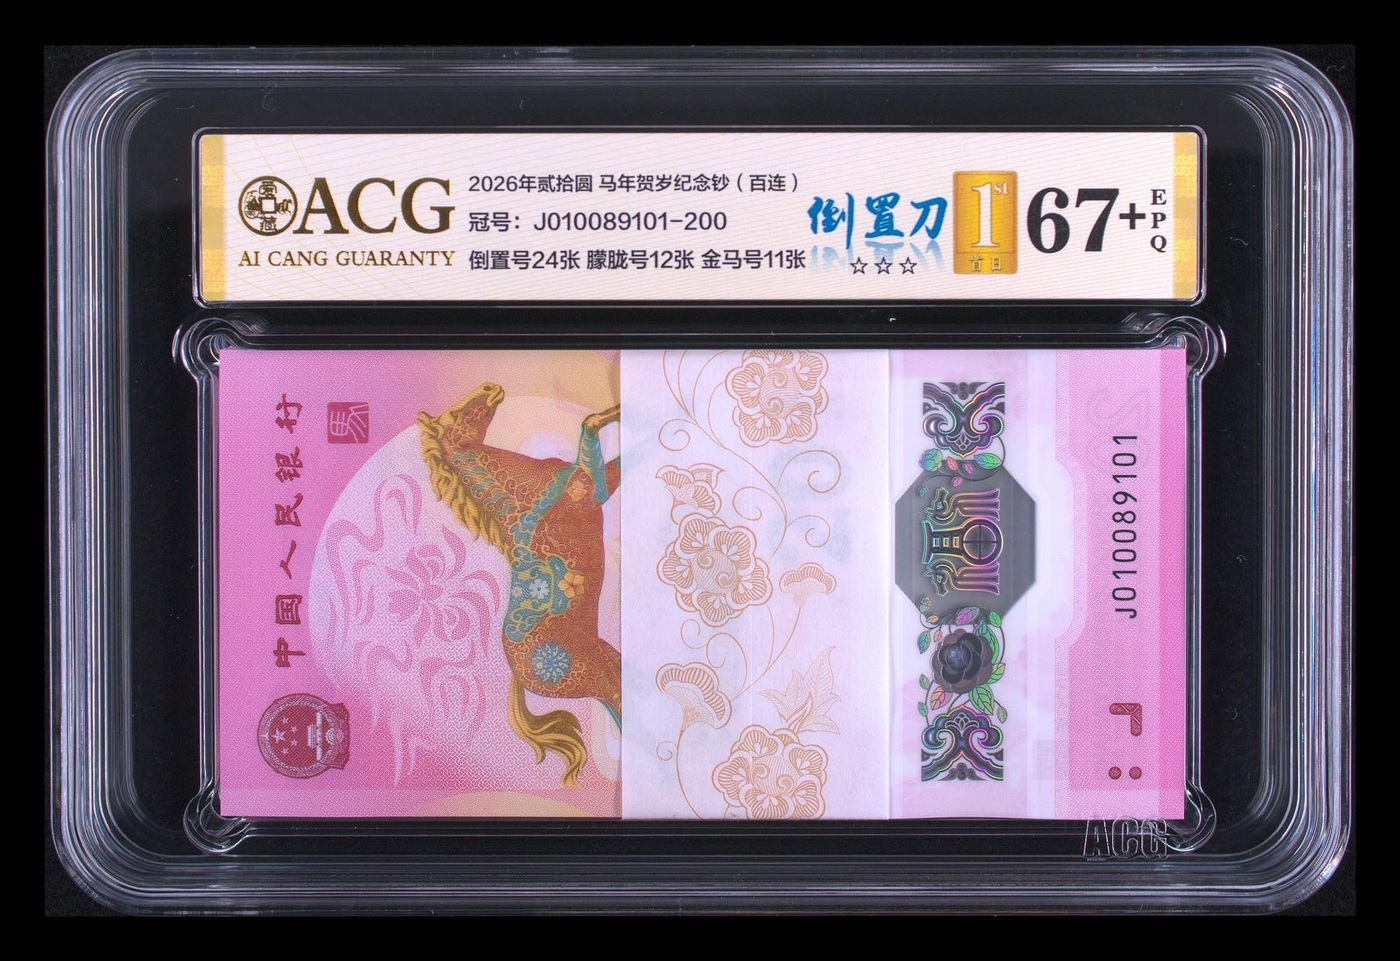 ACG
AI CANG GUARANTY
2026年贰拾圆 马年贺岁纪念钞（百连）
冠号：J010089101-200
倒置号24张 朦胧号12张 金马号11张
倒置刀
☆☆☆
1st
首日
67+
EPQ
中国人民银行
福
20
J010089101
ACG